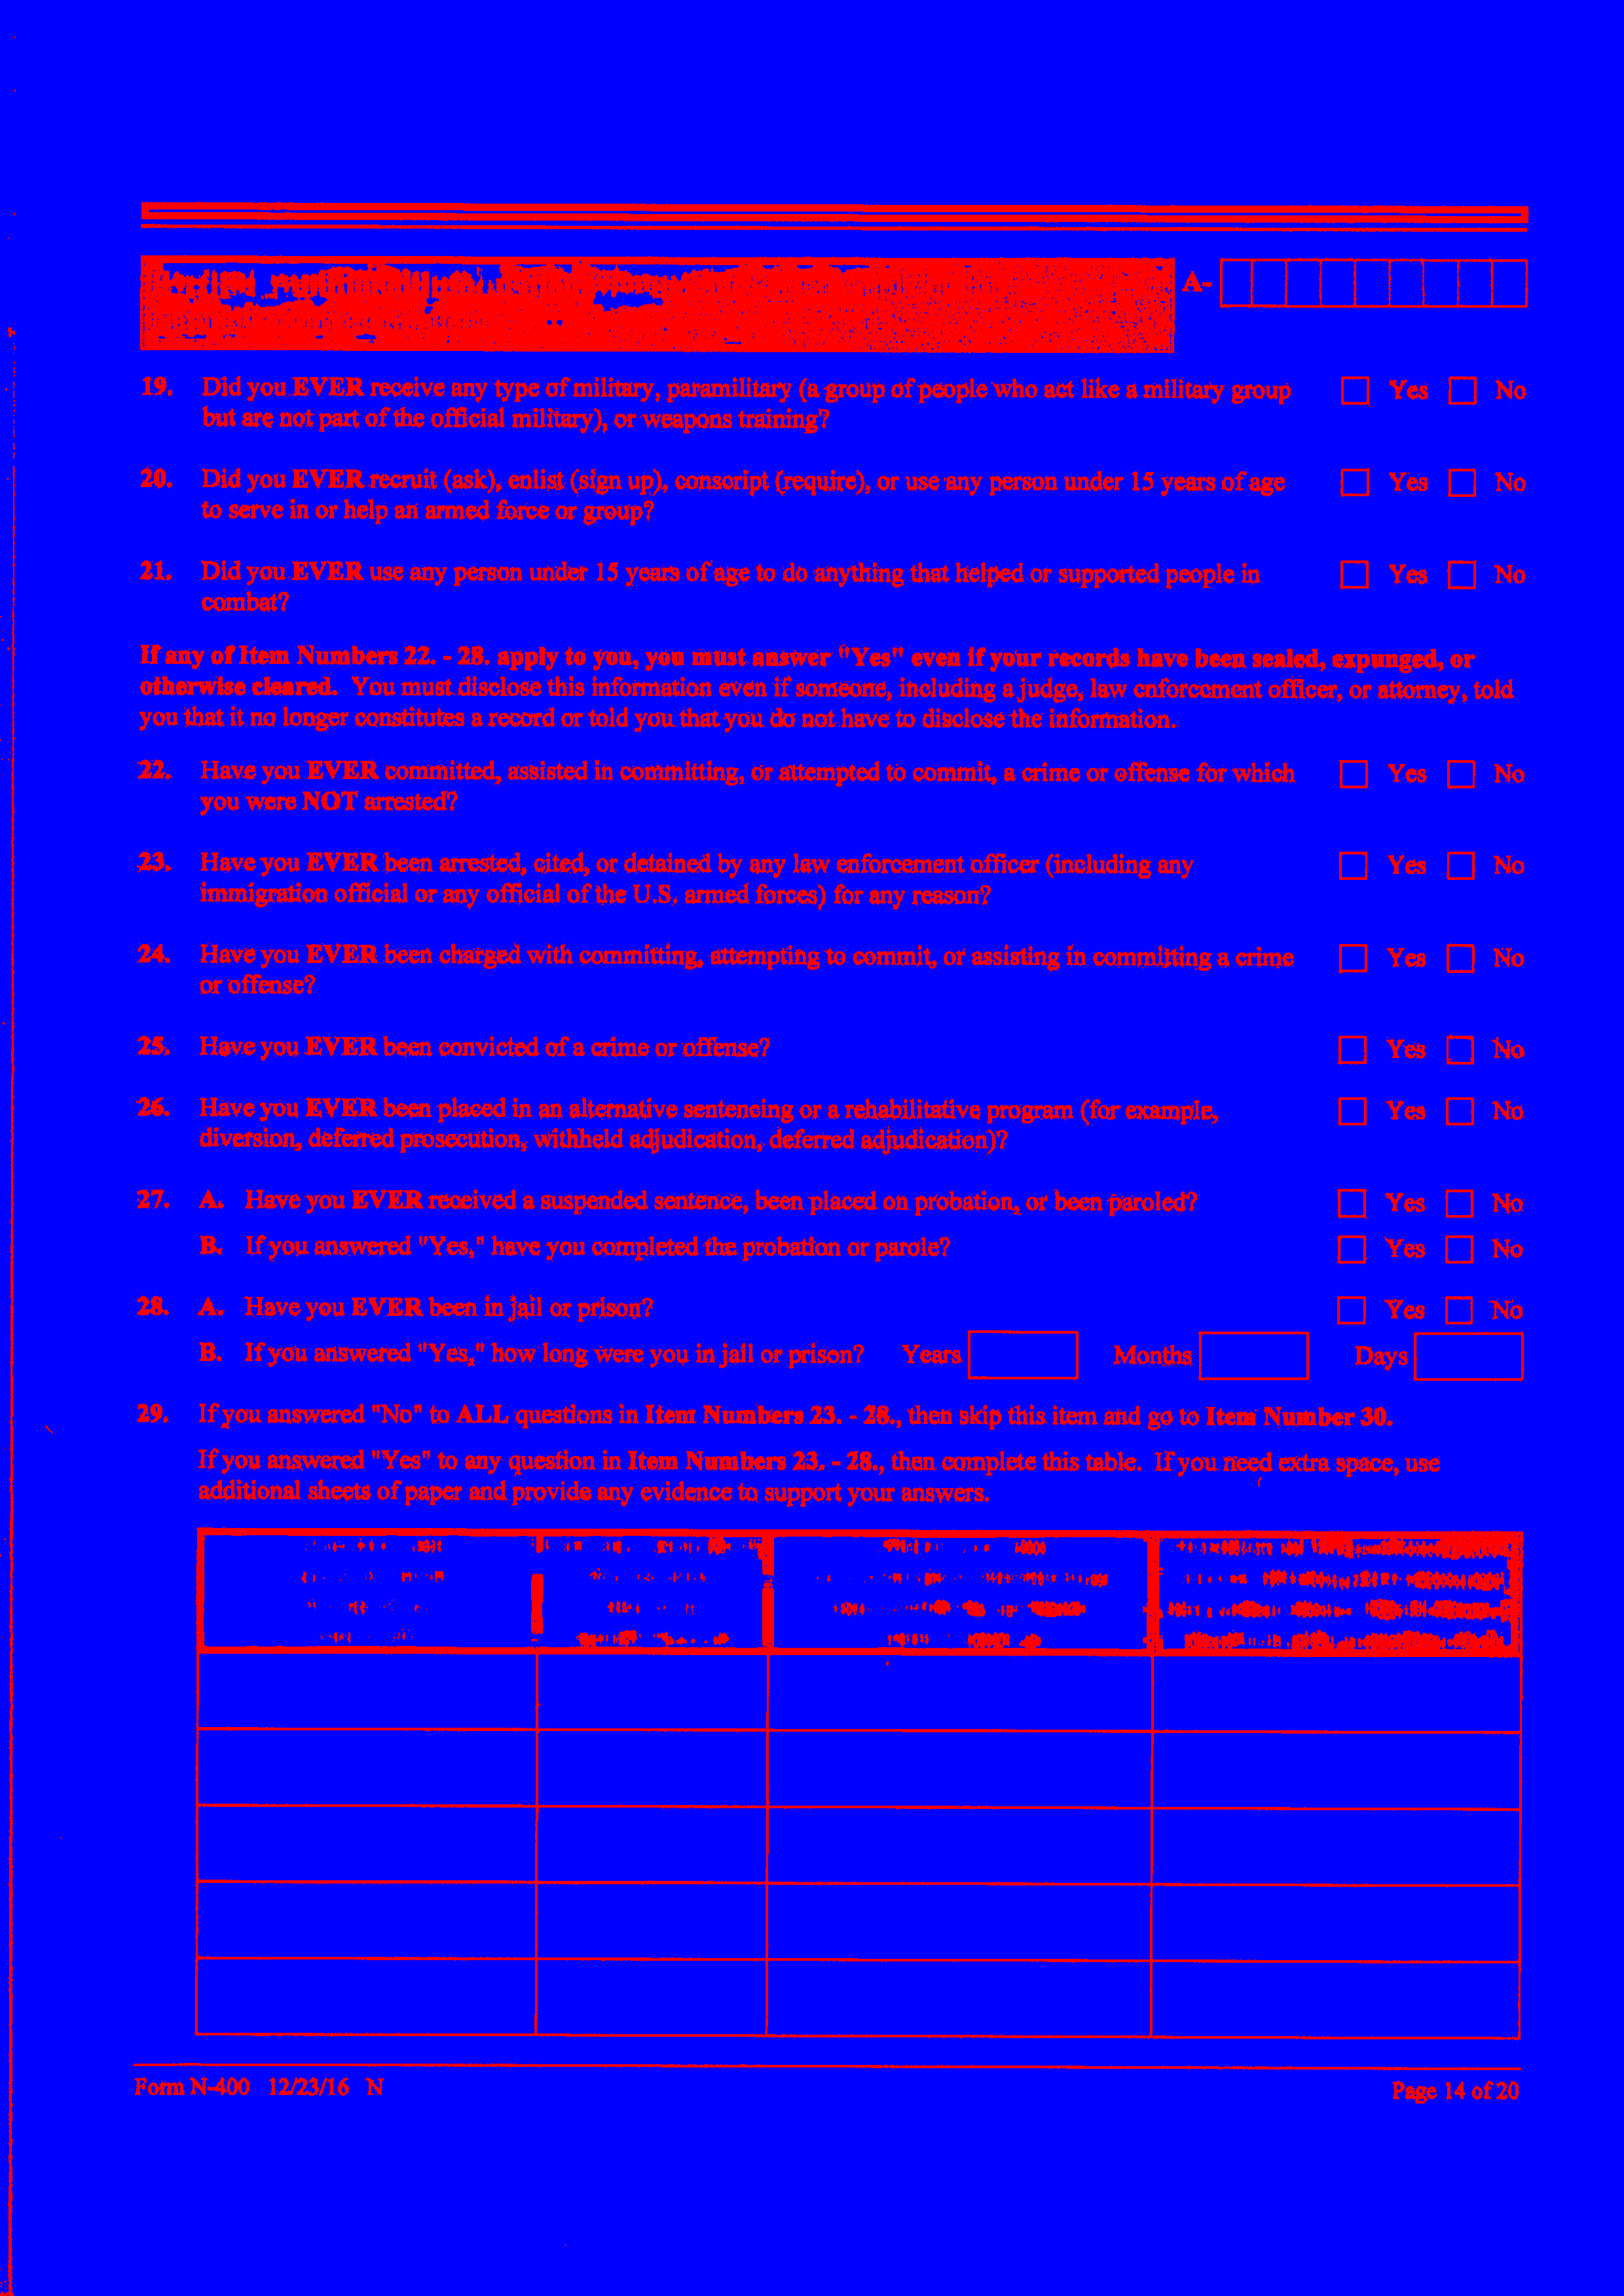 A-
19. Did you EVER receive any type of military, paramilitary (a group of people who act like a military group Yes No
but are not part of the official military), or weapons training?
20. Did you EVER recruit (ask), enlist (sign up), conscript (require), or use any person under 15 years of age Yes No
to serve in or help an armed force or group?
21. Did you EVER use any person under 15 years of age to do anything that helped or supported people in Yes No
combat?
If any of Item Numbers 22. - 28. apply to you, you must answer "Yes" even if your records have been sealed, expunged, or
otherwise cleared. You must disclose this information even if someone, including a judge, law enforcement officer, or attorney, told
you that it no longer constitutes a record or told you that you do not have to disclose the information.
22. Have you EVER committed, assisted in committing, or attempted to commit, a crime or offense for which Yes No
you were NOT arrested?
23. Have you EVER been arrested, cited, or detained by any law enforcement officer (including any Yes No
immigration official or any official of the U.S. armed forces) for any reason?
24. Have you EVER been charged with committing, attempting to commit, or assisting in committing a crime Yes No
or offense?
25. Have you EVER been convicted of a crime or offense? Yes No
26. Have you EVER been placed in an alternative sentencing or a rehabilitative program (for example, Yes No
diversion, deferred prosecution, withheld adjudication, deferred adjudication)?
27. A. Have you EVER received a suspended sentence, been placed on probation, or been paroled? Yes No
B. If you answered "Yes," have you completed the probation or parole? Yes No
28. A. Have you EVER been in jail or prison? Yes No
B. If you answered "Yes," how long were you in jail or prison? Years Months Days
29. If you answered "No" to ALL questions in Item Numbers 23. - 28., then skip this item and go to Item Number 30.
If you answered "Yes" to any question in Item Numbers 23. - 28., then complete this table. If you need extra space, use
additional sheets of paper and provide any evidence to support your answers.
Form N-400 12/23/16 N Page 14 of 20